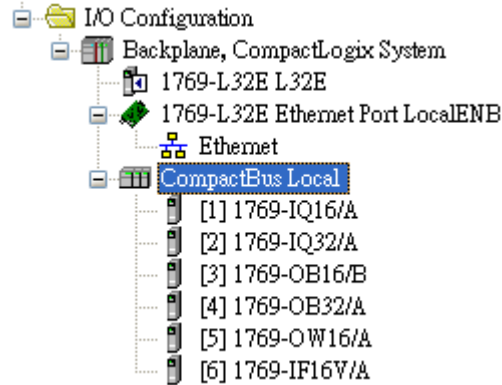 I/O Configuration
Backplane, CompactLogix System
1769-L32E L32E
1769-L32E Ethernet Port LocalENB
Ethernet
CompactBus Local
[1] 1769-IQ16/A
[2] 1769-IQ32/A
[3] 1769-OB16/B
[4] 1769-OB32/A
[5] 1769-OW16/A
[6] 1769-IF16V/A